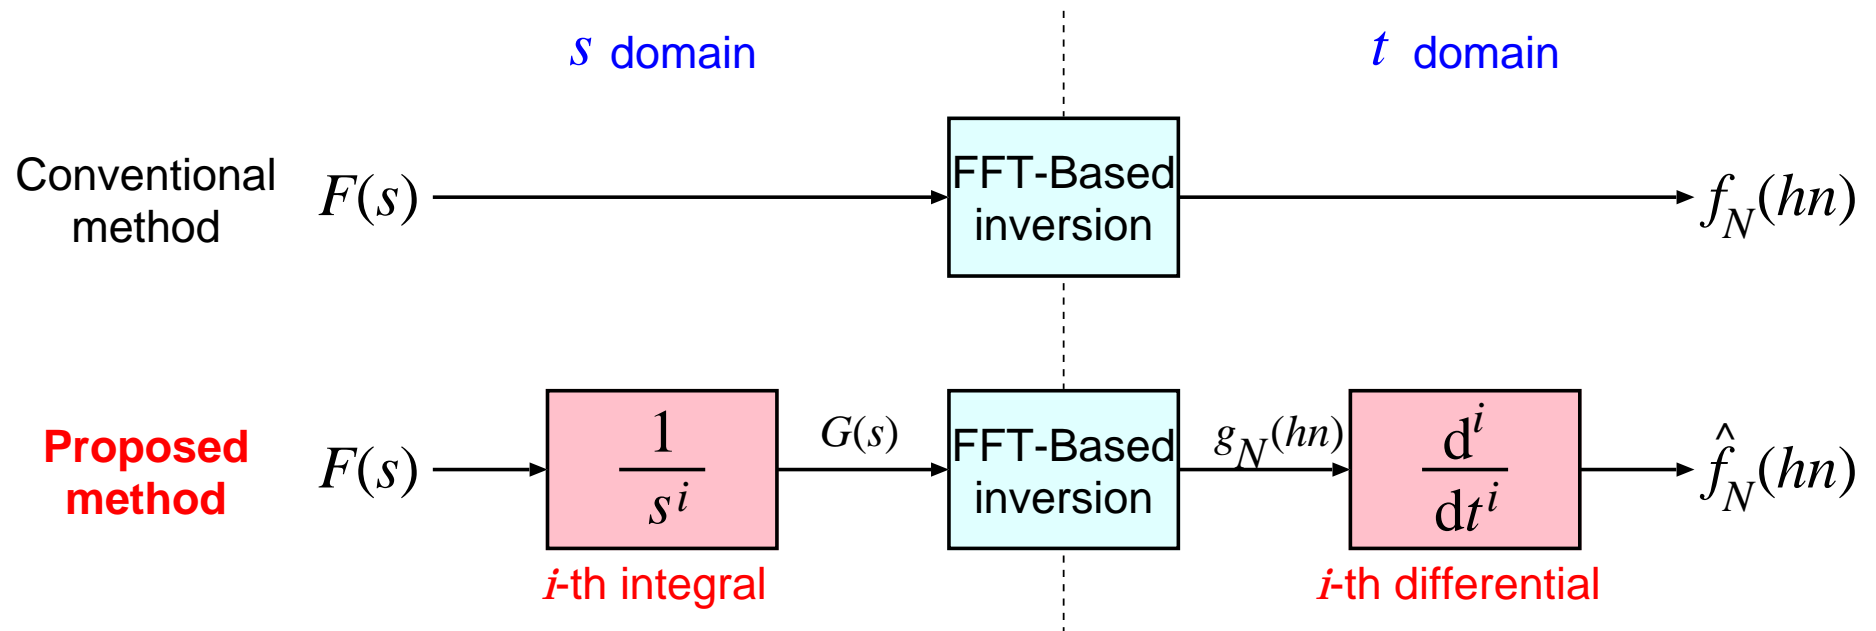 s domain
t domain
Conventional
method
F(s)
FFT-Based
inversion
f_N(hn)
Proposed
method
F(s)
1
s^i
i-th integral
G(s)
FFT-Based
inversion
g_N(hn)
d^i
dt^i
i-th differential
f̂_N(hn)